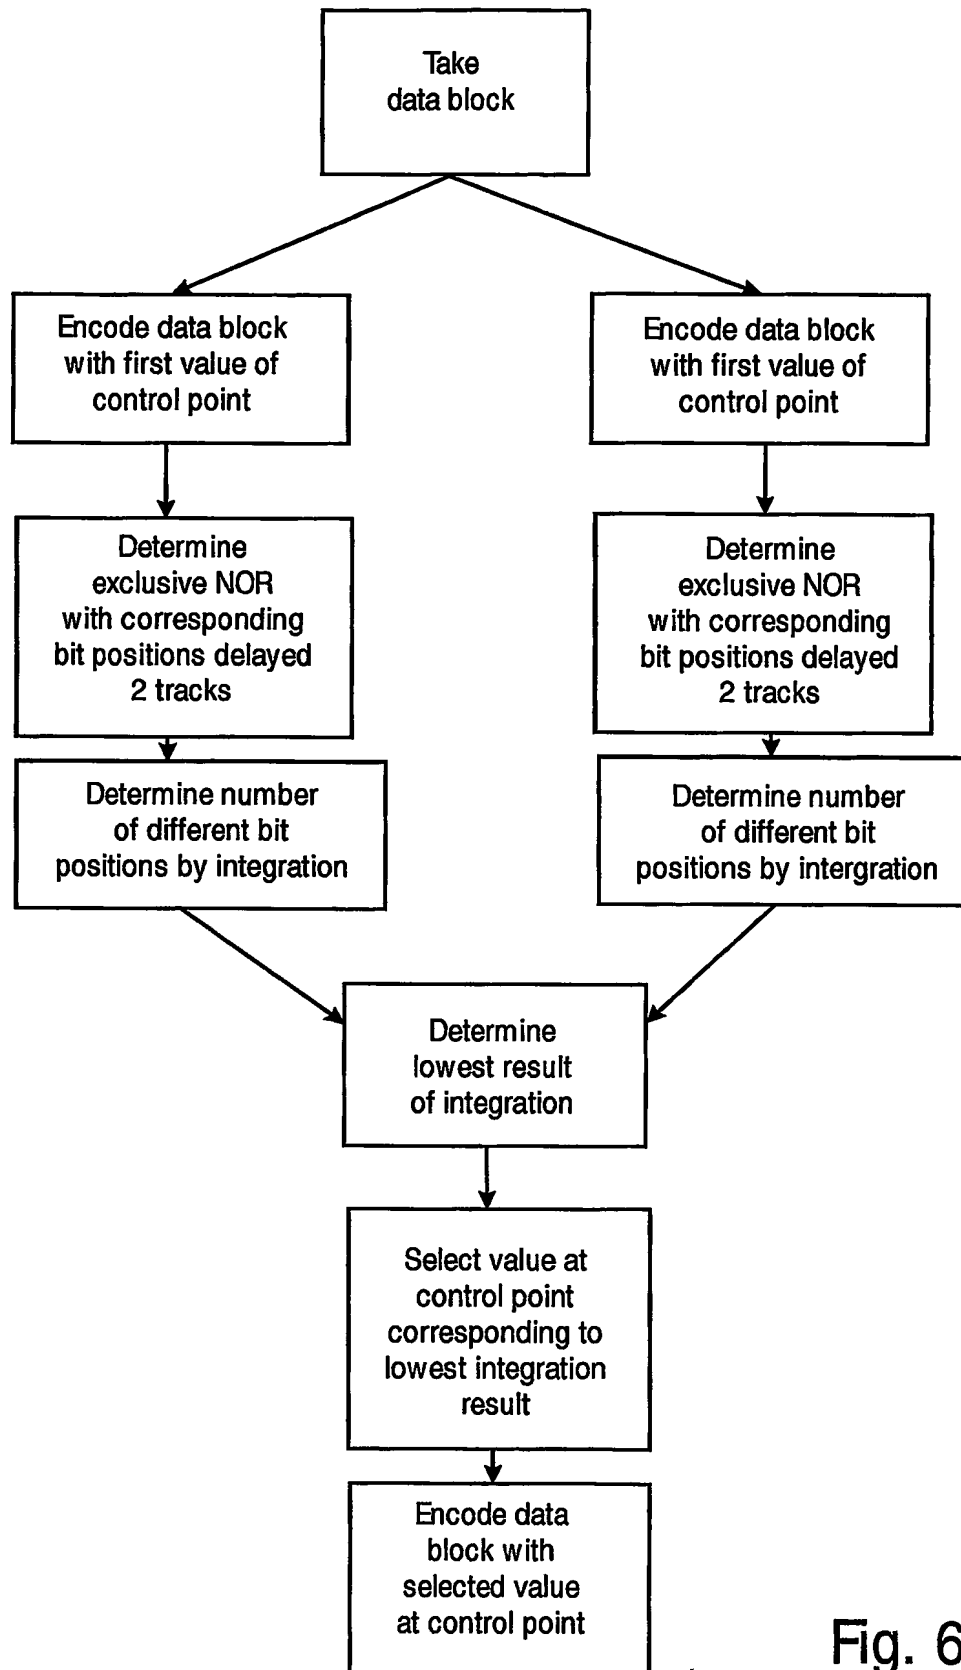 Take
data block
Encode data block
with first value of
control point
Encode data block
with first value of
control point
Determine
exclusive NOR
with corresponding
bit positions delayed
2 tracks
Determine
exclusive NOR
with corresponding
bit positions delayed
2 tracks
Determine number
of different bit
positions by integration
Determine number
of different bit
positions by intergration
Determine
lowest result
of integration
Select value at
control point
corresponding to
lowest integration
result
Encode data
block with
selected value
at control point
Fig. 6